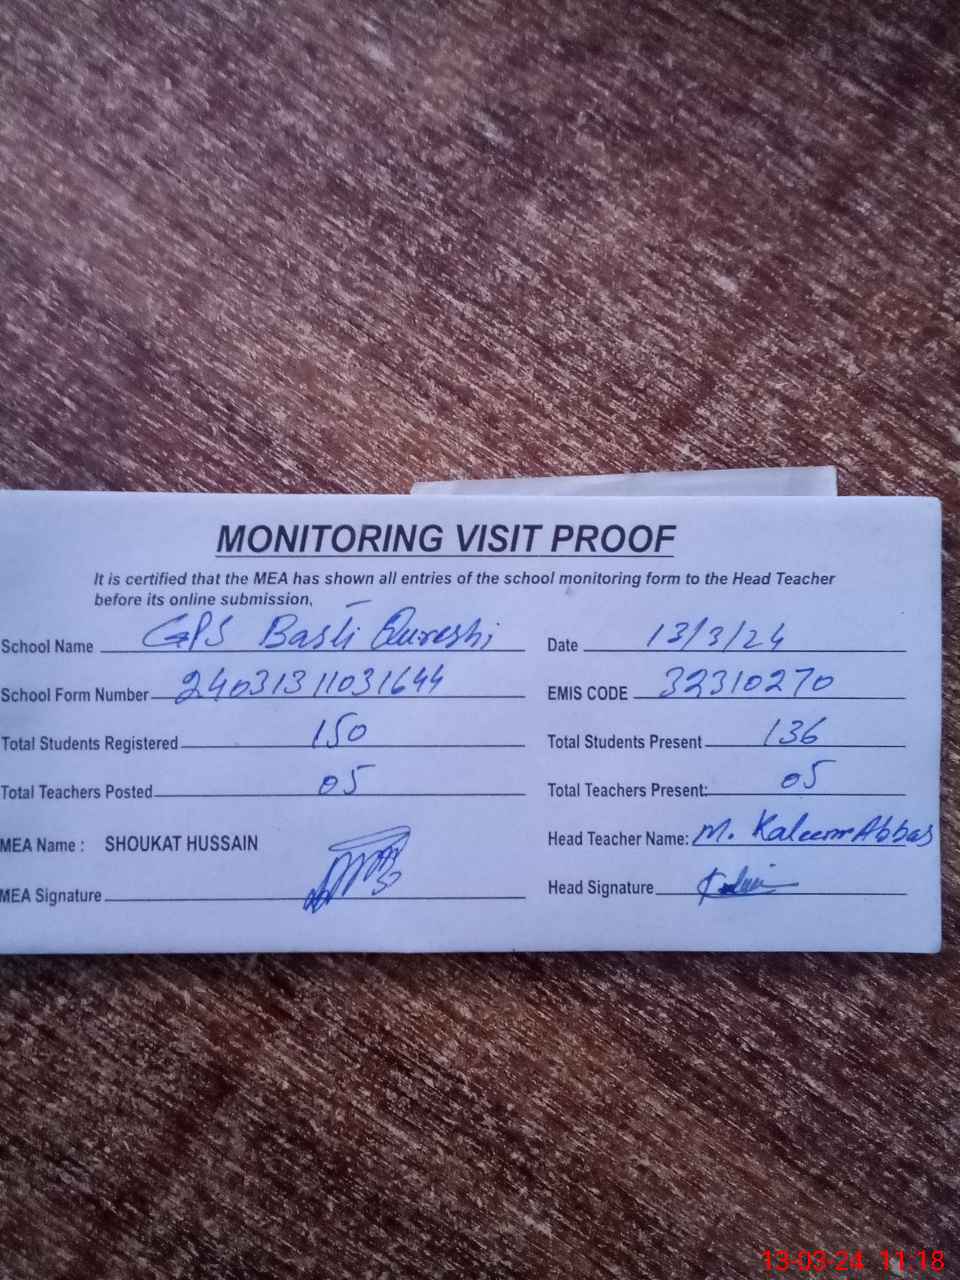 MONITORING VISIT PROOF
It is certified that the MEA has shown all entries of the school monitoring form to the Head Teacher
before its online submission,
School Name GPS Basti Qureshi Date 13/3/24
School Form Number 24031311031644 EMIS CODE 32310270
Total Students Registered 150 Total Students Present 136
Total Teachers Posted 05 Total Teachers Present: 05
MEA Name : SHOUKAT HUSSAIN Head Teacher Name: M. Kaleem Abbas
MEA Signature Head Signature
13-03-24 11:18